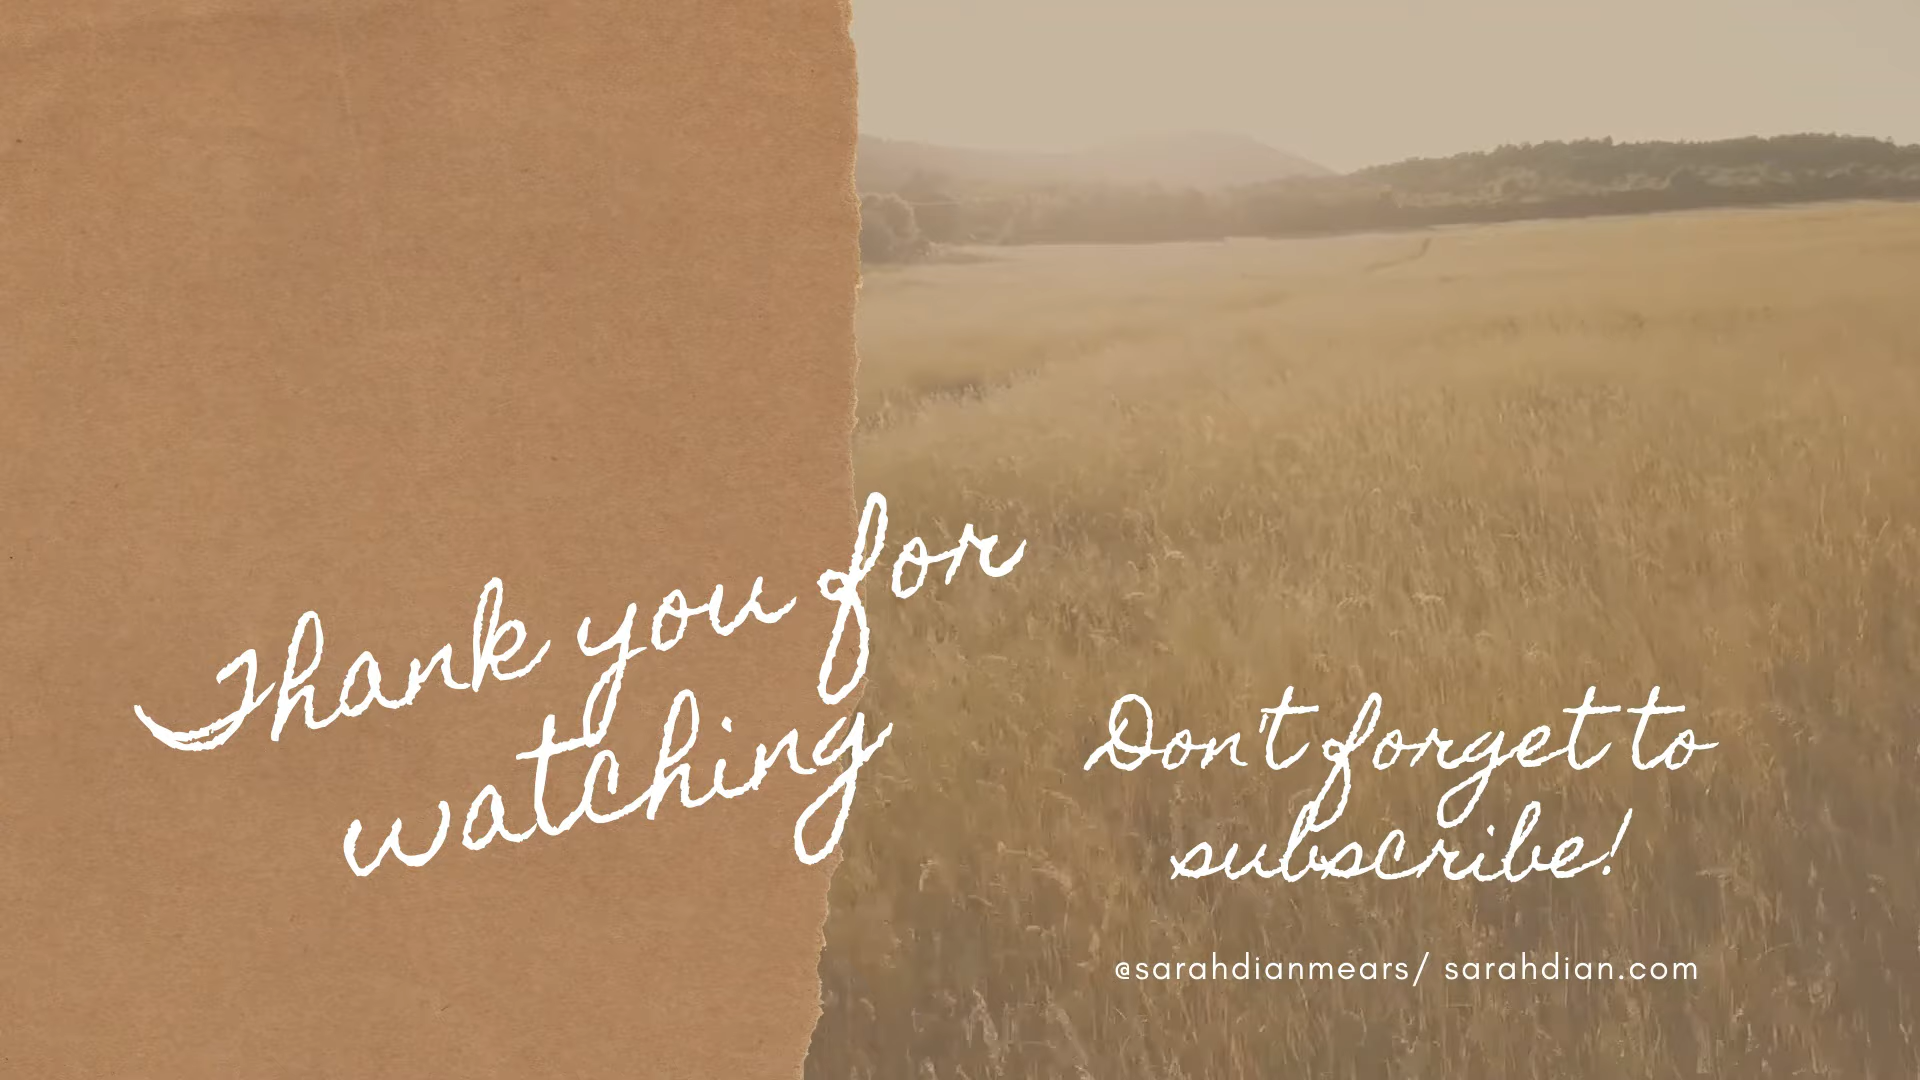 Thank you for
watching
Don't forget to
subscribe!
@sarahdianmears/ sarahdian.com